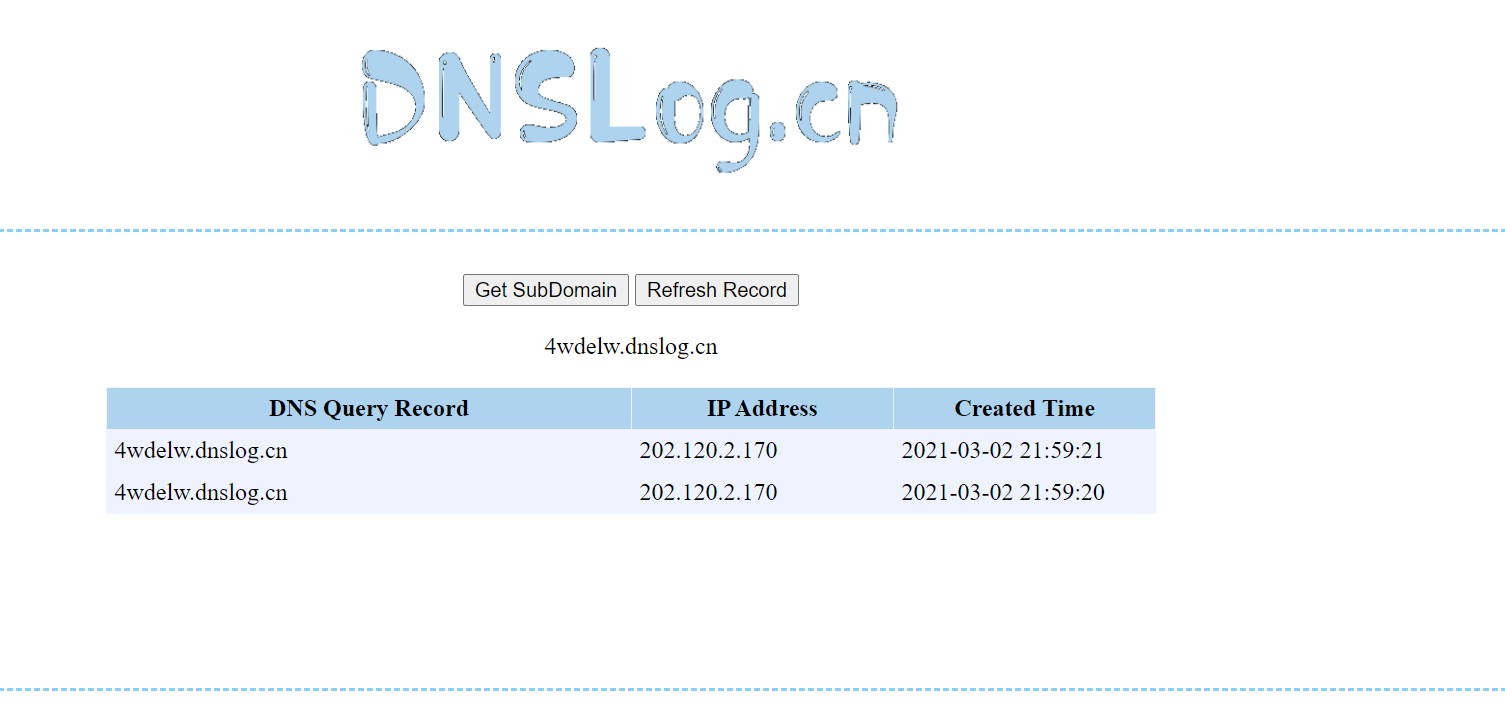 DNSLog.cn
Get SubDomain Refresh Record
4wdelw.dnslog.cn
DNS Query Record IP Address Created Time
4wdelw.dnslog.cn 202.120.2.170 2021-03-02 21:59:21
4wdelw.dnslog.cn 202.120.2.170 2021-03-02 21:59:20